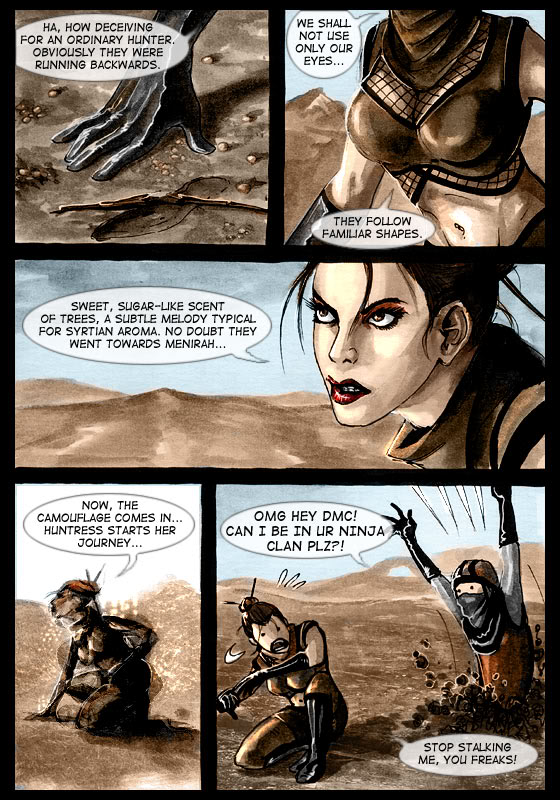 HA, HOW DECEIVING
FOR AN ORDINARY HUNTER.
OBVIOUSLY THEY WERE
RUNNING BACKWARDS.
WE SHALL
NOT USE
ONLY OUR
EYES...
THEY FOLLOW
FAMILIAR SHAPES.
SWEET, SUGAR-LIKE SCENT
OF TREES, A SUBTLE MELODY TYPICAL
FOR SYRTIAN AROMA. NO DOUBT THEY
WENT TOWARDS MENIRAH...
NOW, THE
CAMOUFLAGE COMES IN...
HUNTRESS STARTS HER
JOURNEY...
OMG HEY DMC!
CAN I BE IN UR NINJA
CLAN PLZ?!
STOP STALKING
ME, YOU FREAKS!